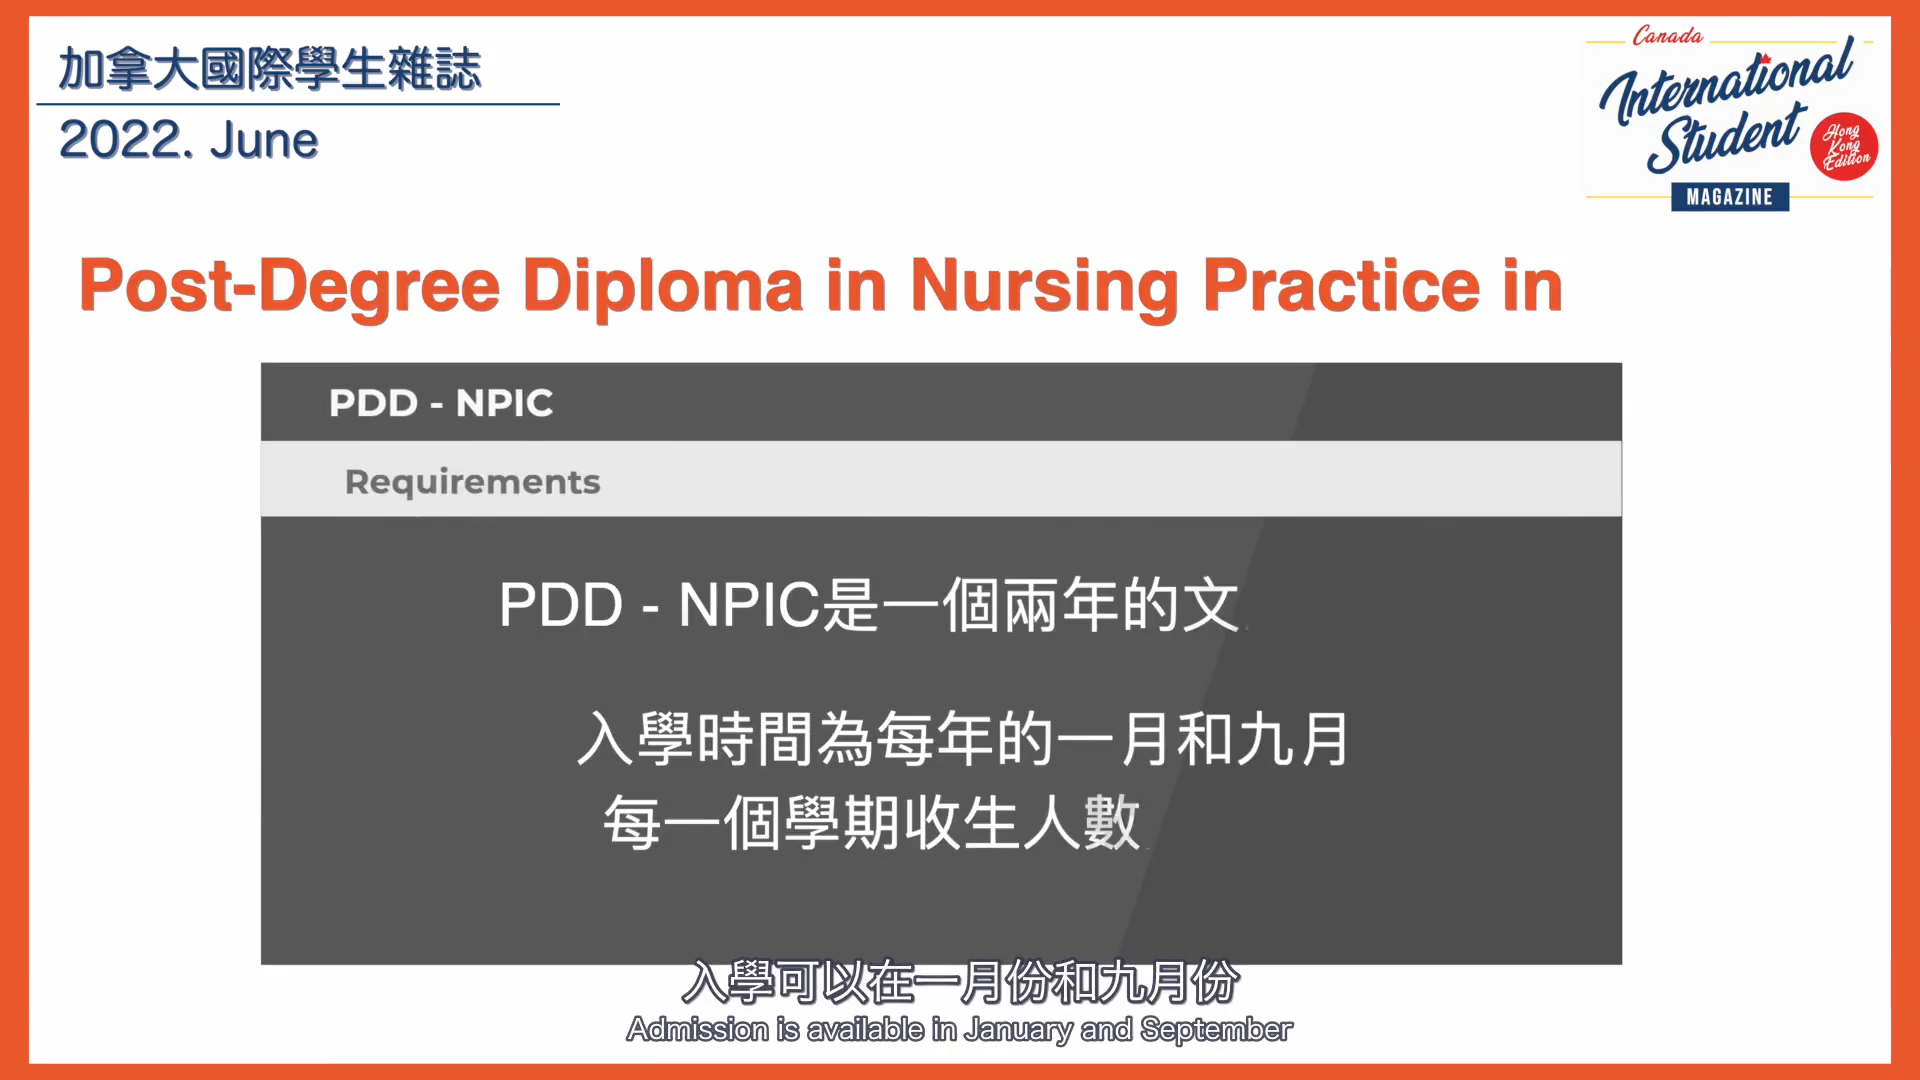 加拿大國際學生雜誌
2022. June
Canada
International
Student
Hong
Kong
Edition
MAGAZINE
Post-Degree Diploma in Nursing Practice in
PDD - NPIC
Requirements
PDD - NPIC是一個兩年的文
入學時間為每年的一月和九月
每一個學期收生人數
入學可以在一月份和九月份
Admission is available in January and September